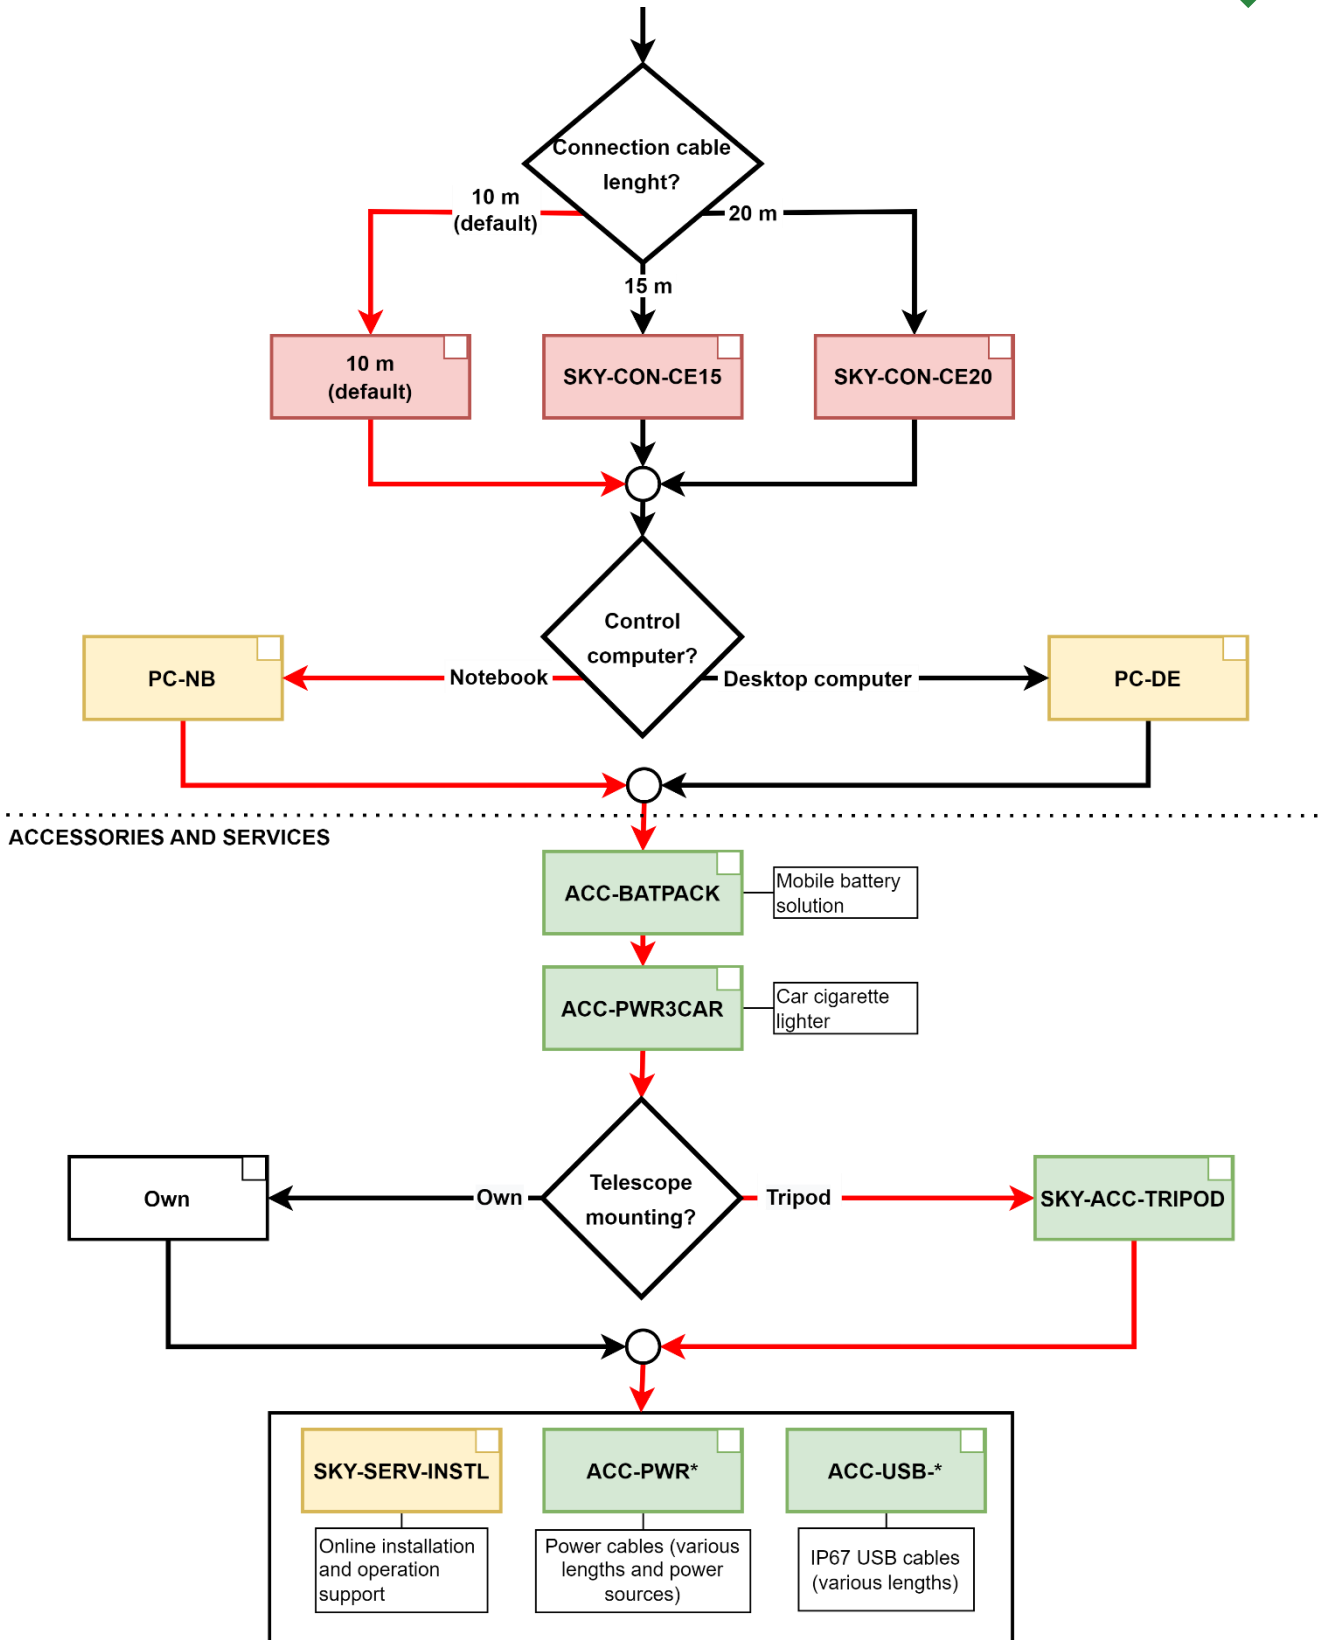 Connection cable
lenght?
10 m
(default)
20 m
15 m
10 m
(default)
SKY-CON-CE15
SKY-CON-CE20
Control
computer?
Notebook
Desktop computer
PC-NB
PC-DE
ACCESSORIES AND SERVICES
ACC-BATPACK
Mobile battery
solution
ACC-PWR3CAR
Car cigarette
lighter
Telescope
mounting?
Own
Own
Tripod
SKY-ACC-TRIPOD
SKY-SERV-INSTL
ACC-PWR*
ACC-USB-*
Online installation
and operation
support
Power cables (various
lengths and power
sources)
IP67 USB cables
(various lengths)